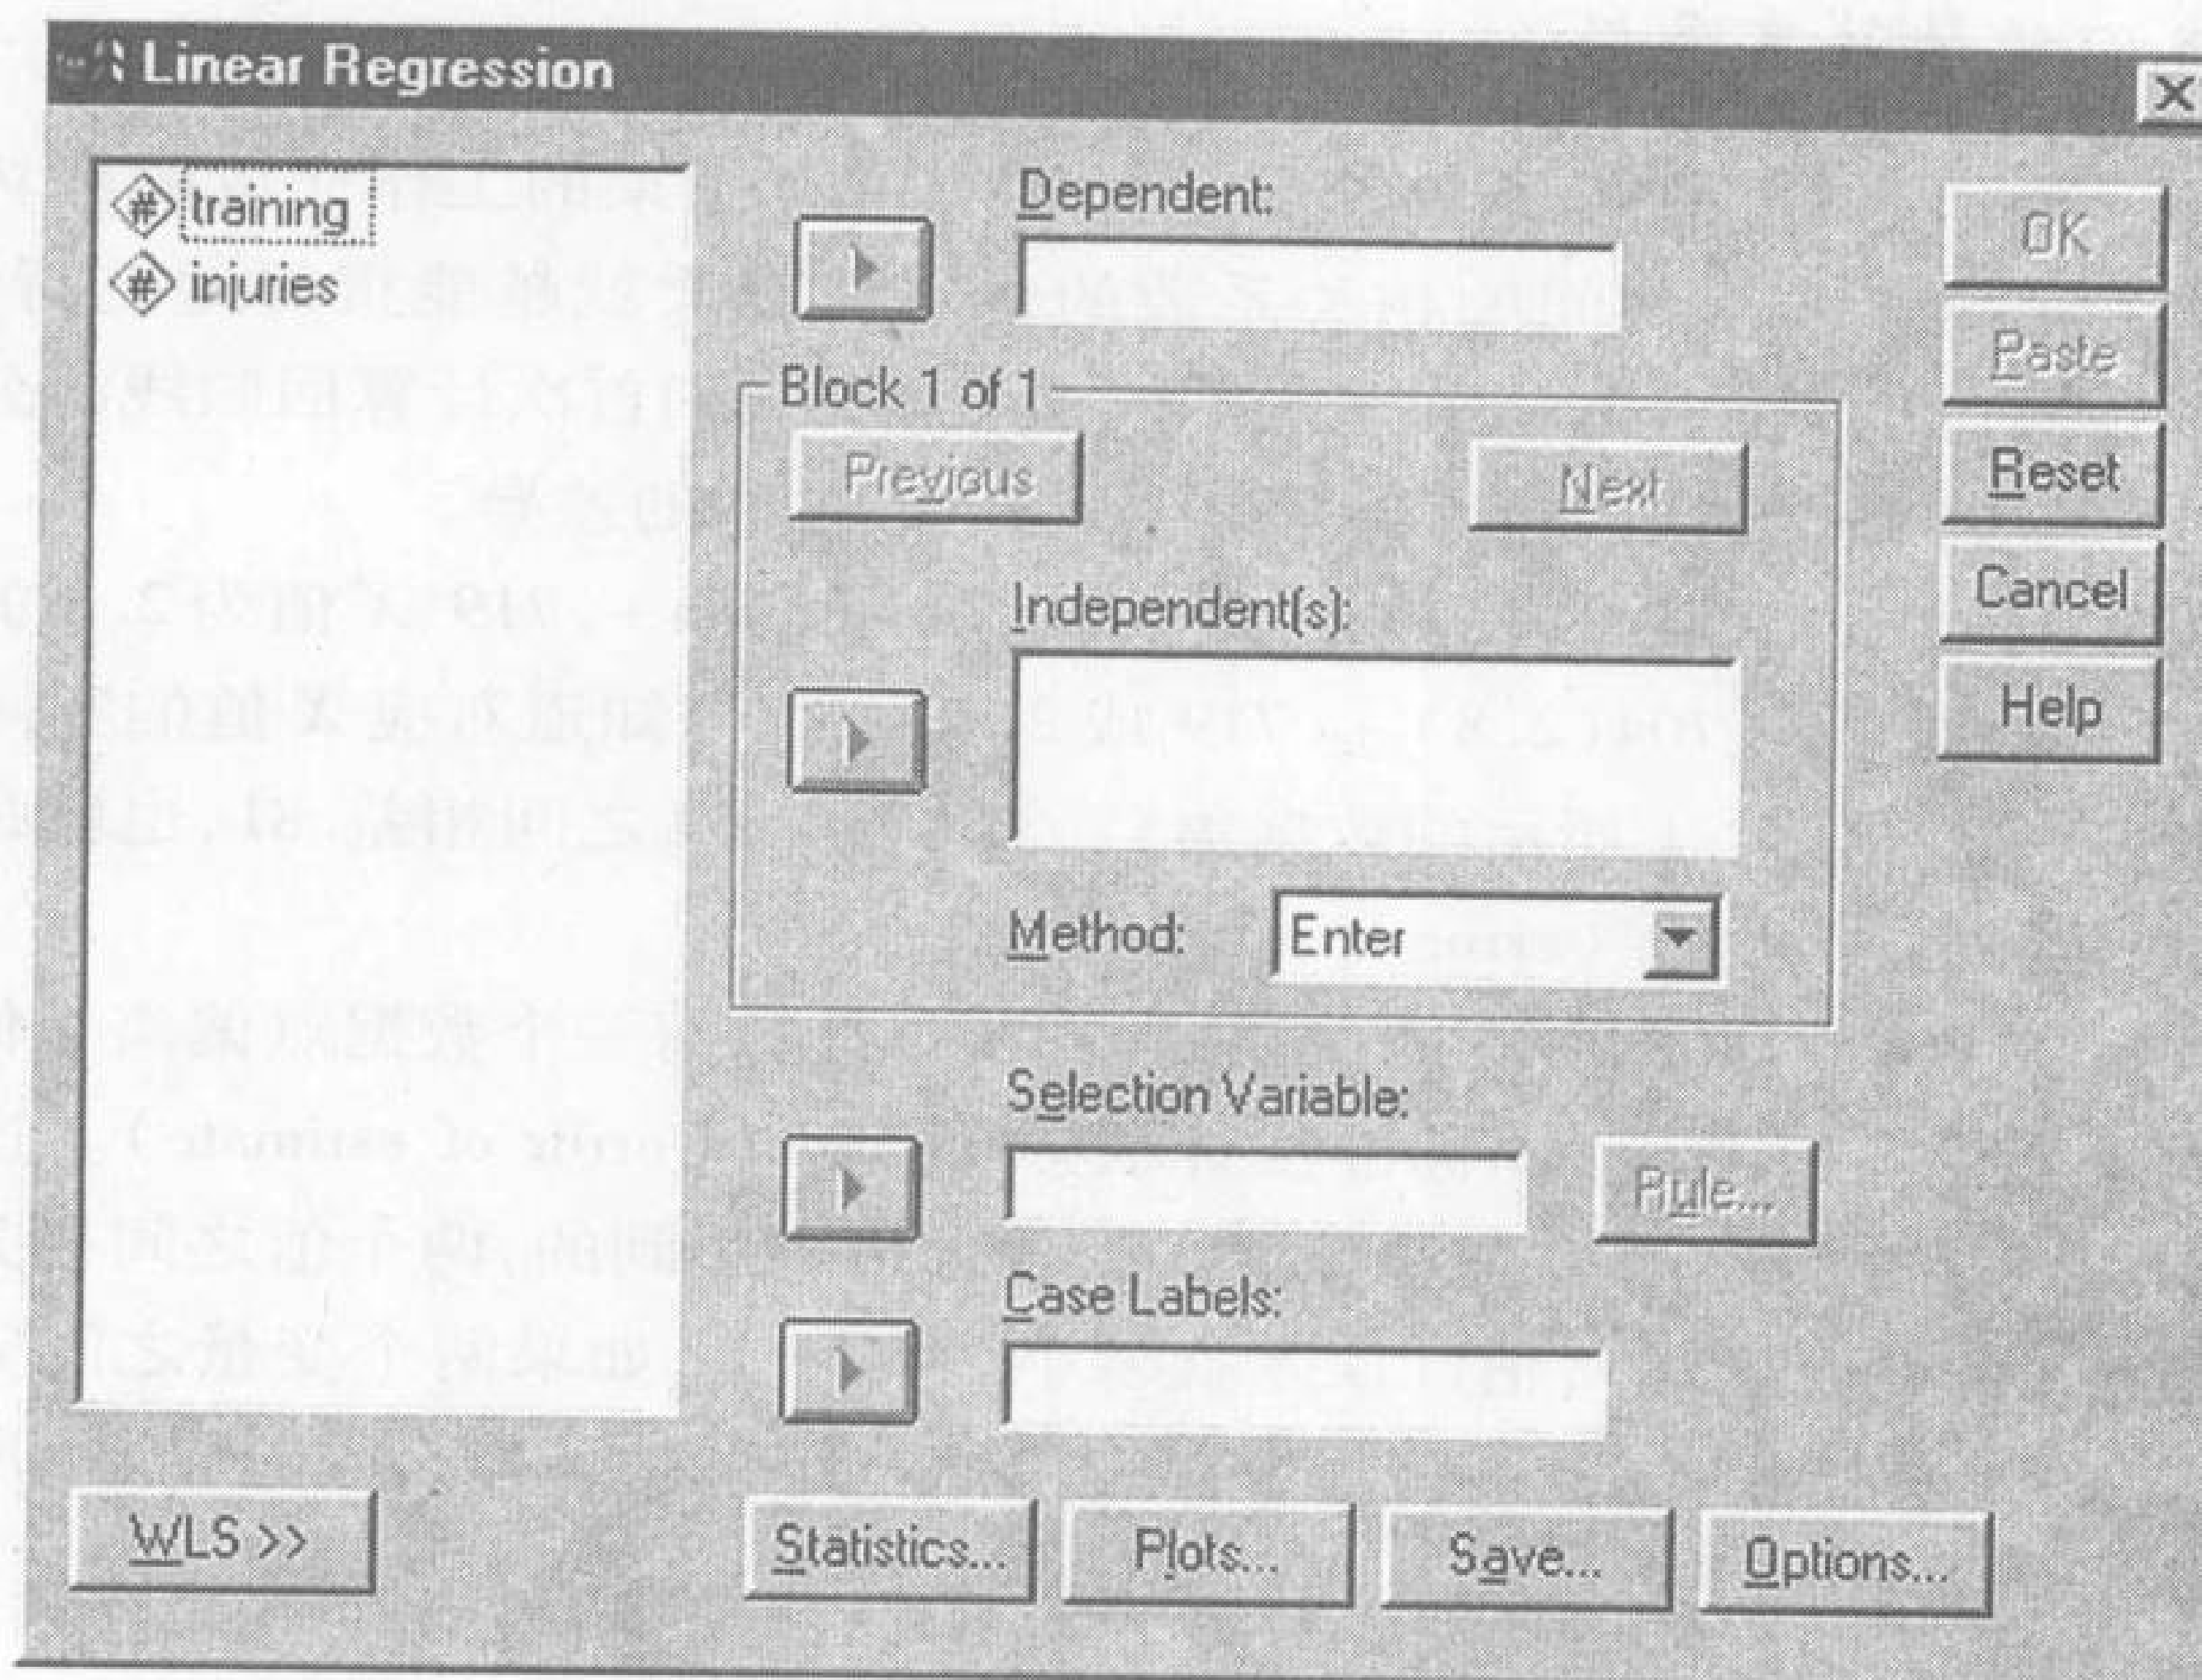 Linear Regression
training
injuries
Dependent:
Block 1 of 1
Previous
Next
Independent(s):
Method:
Enter
Selection Variable:
Rule...
Case Labels:
OK
Paste
Reset
Cancel
Help
WLS >>
Statistics...
Plots...
Save...
Options...